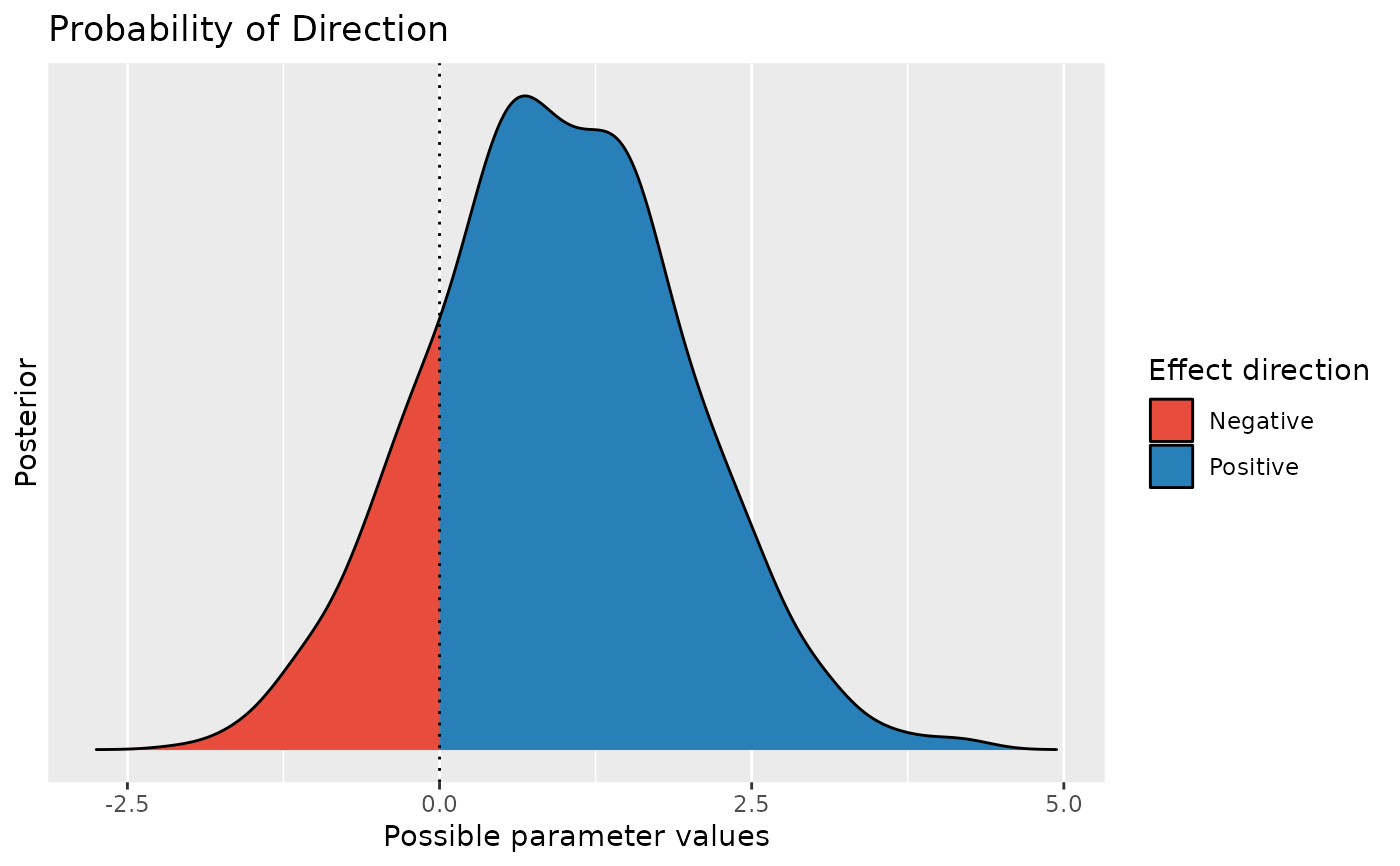 Probability of Direction
Posterior
-2.5 0.0 2.5 5.0
Possible parameter values
Effect direction
Negative
Positive